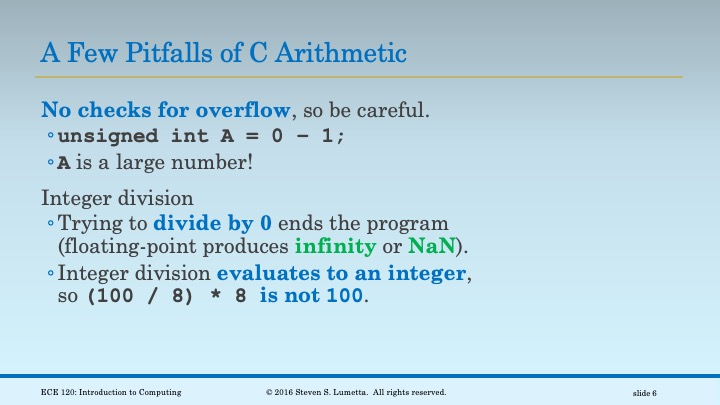 A Few Pitfalls of C Arithmetic
No checks for overflow, so be careful.
◦unsigned int A = 0 – 1;
◦A is a large number!
Integer division
◦Trying to divide by 0 ends the program
(floating-point produces infinity or NaN).
◦Integer division evaluates to an integer,
so (100 / 8) * 8 is not 100.
ECE 120: Introduction to Computing
© 2016 Steven S. Lumetta. All rights reserved.
slide 6